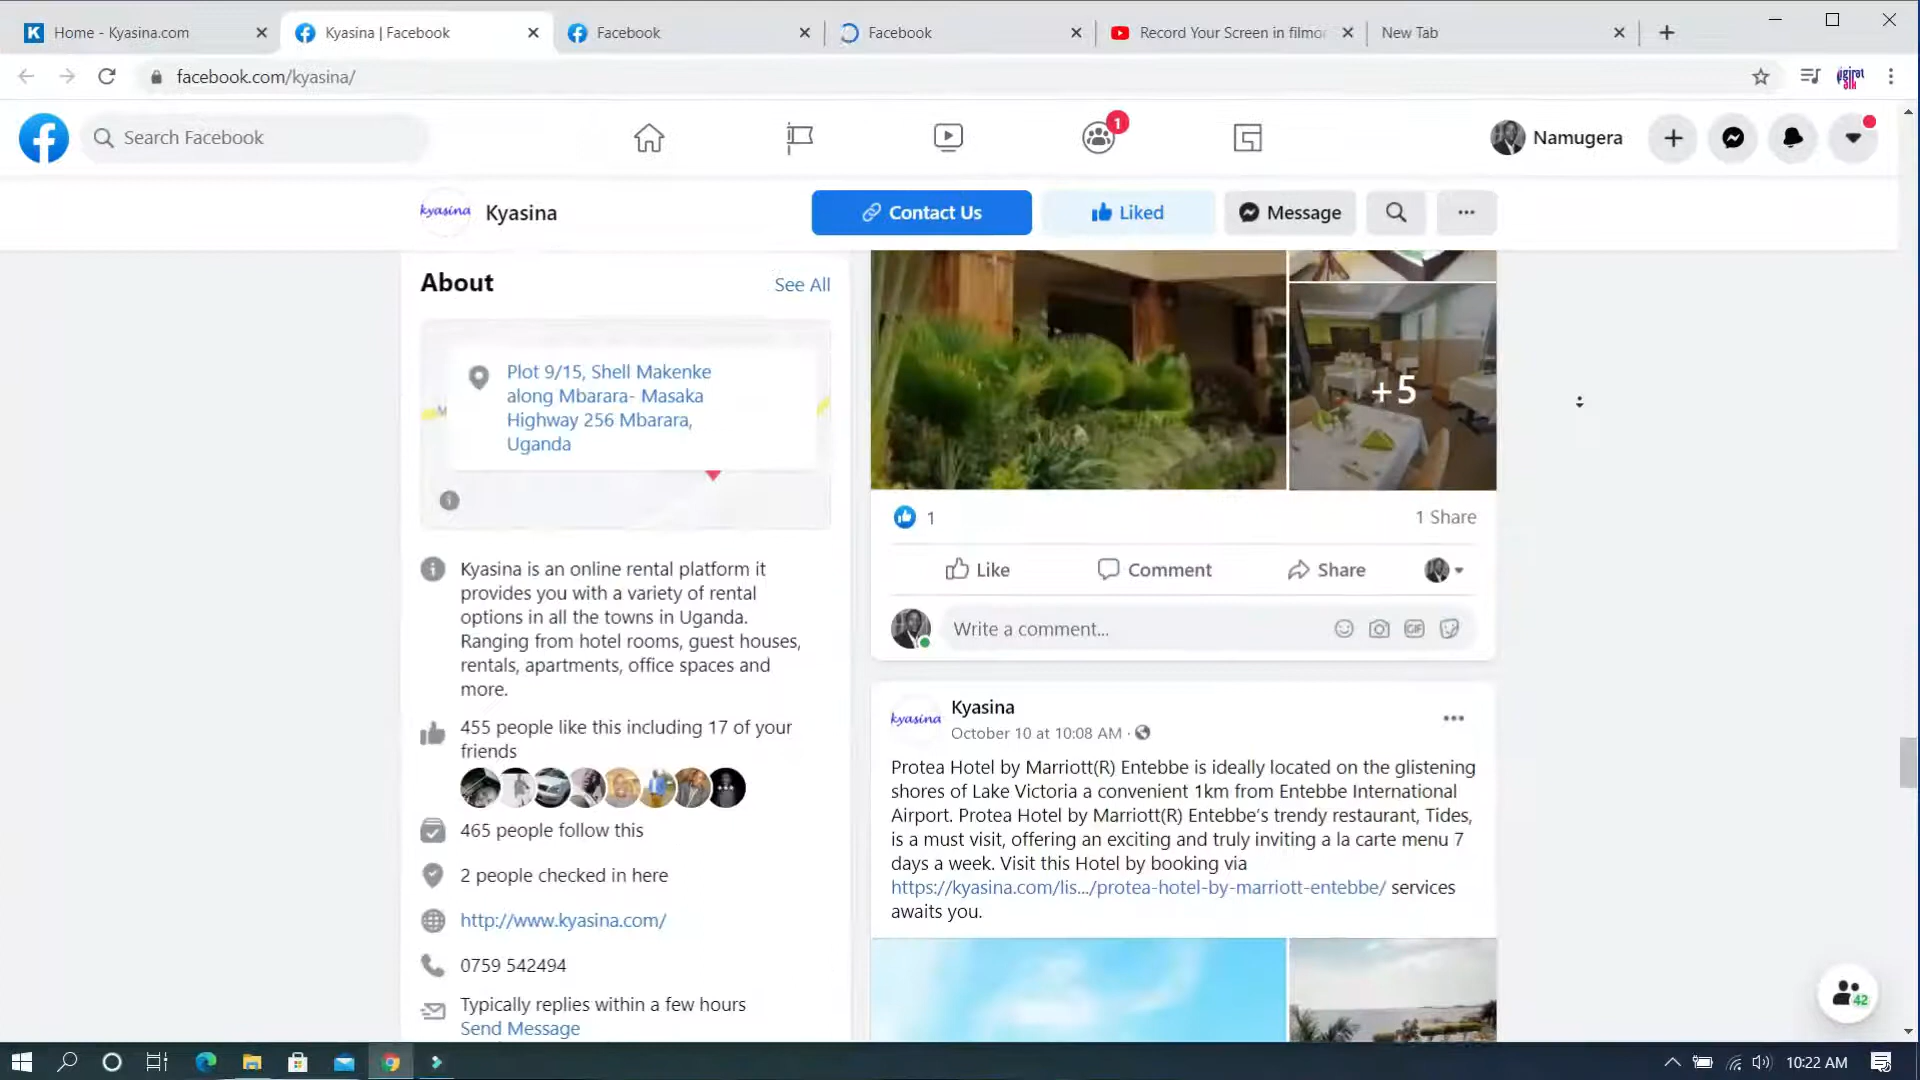 Home - Kyasina.com
Kyasina | Facebook
Facebook
Facebook
Record Your Screen in filmo
New Tab
facebook.com/kyasina/
Search Facebook
1
Namugera
kyasina
Kyasina
Contact Us
Liked
Message
About
See All
Plot 9/15, Shell Makenke
along Mbarara- Masaka
Highway 256 Mbarara,
Uganda
Kyasina is an online rental platform it
provides you with a variety of rental
options in all the towns in Uganda.
Ranging from hotel rooms, guest houses,
rentals, apartments, office spaces and
more.
455 people like this including 17 of your
friends
465 people follow this
2 people checked in here
http://www.kyasina.com/
0759 542494
Typically replies within a few hours
Send Message
+5
1
1 Share
Like
Comment
Share
Write a comment...
GIF
kyasina
Kyasina
October 10 at 10:08 AM ·
Protea Hotel by Marriott(R) Entebbe is ideally located on the glistening
shores of Lake Victoria a convenient 1km from Entebbe International
Airport. Protea Hotel by Marriott(R) Entebbe's trendy restaurant, Tides,
is a must visit, offering an exciting and truly inviting a la carte menu 7
days a week. Visit this Hotel by booking via
https://kyasina.com/lis.../protea-hotel-by-marriott-entebbe/ services
awaits you.
42
10:22 AM